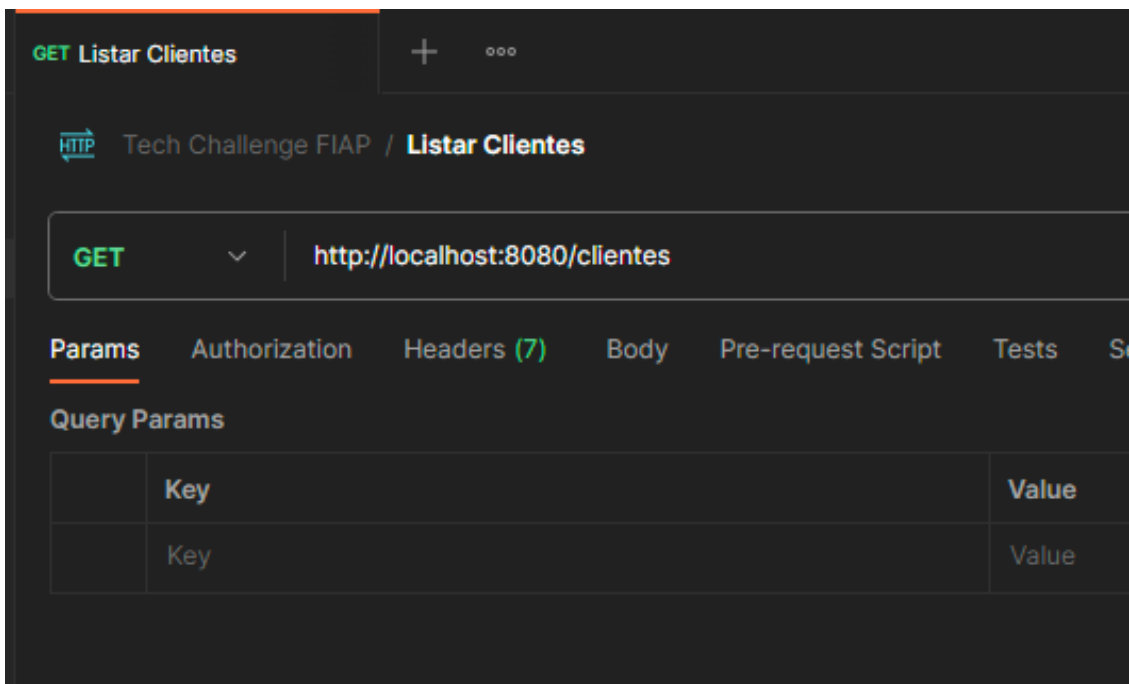 GET Listar Clientes
HTTP Tech Challenge FIAP / Listar Clientes
GET http://localhost:8080/clientes
Params Authorization Headers (7) Body Pre-request Script Tests
Query Params
Key Value
Key Value